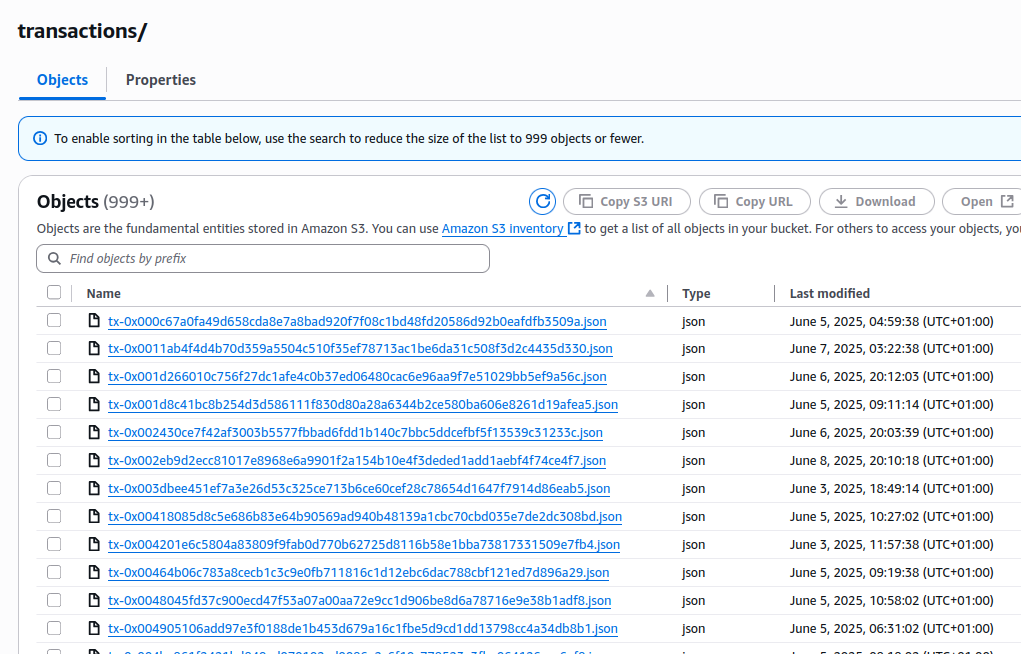 transactions/
Objects Properties
To enable sorting in the table below, use the search to reduce the size of the list to 999 objects or fewer.
Objects (999+) Copy S3 URI Copy URL Download Open
Objects are the fundamental entities stored in Amazon S3. You can use Amazon S3 inventory to get a list of all objects in your bucket. For others to access your objects, you
Find objects by prefix
Name Type Last modified
tx-0x000c67a0fa49d658cda8e7a8bad920f7f08c1bd48fd20586d92b0eafdfb3509a.json json June 5, 2025, 04:59:38 (UTC+01:00)
tx-0x0011ab4f4d4b70d359a5504c510f35ef78713ac1be6da31c508f3d2c4435d330.json json June 7, 2025, 03:22:38 (UTC+01:00)
tx-0x001d266010c756f27dc1afe4c0b37ed06480cac6e96aa9f7e51029bb5ef9a56c.json json June 6, 2025, 20:12:03 (UTC+01:00)
tx-0x001d8c41bc8b254d3d586111f830d80a28a6344b2ce580ba606e8261d19afea5.json json June 5, 2025, 09:11:14 (UTC+01:00)
tx-0x002430ce7f42af3003b5577fbbad6fdd1b140c7bbc5ddcefbf5f13539c31233c.json json June 6, 2025, 20:03:39 (UTC+01:00)
tx-0x002eb9d2ecc81017e8968e6a9901f2a154b10e4f3deded1add1aebf4f74ce4f7.json json June 8, 2025, 20:10:18 (UTC+01:00)
tx-0x003dbee451ef7a3e26d53c325ce713b6ce60cef28c78654d1647f7914d86eab5.json json June 3, 2025, 18:49:14 (UTC+01:00)
tx-0x00418085d8c5e686b83e64b90569ad940b48139a1cbc70cbd035e7de2dc308bd.json json June 5, 2025, 10:27:02 (UTC+01:00)
tx-0x004201e6c5804a83809f9fab0d770b62725d8116b58e1bba73817331509e7fb4.json json June 3, 2025, 11:57:38 (UTC+01:00)
tx-0x00464b06c783a8cecb1c3c9e0fb711816c1d12ebc6dac788cbf121ed7d896a29.json json June 5, 2025, 09:19:38 (UTC+01:00)
tx-0x0048045fd37c900ecd47f53a07a00aa72e9cc1d906be8d6a78716e9e38b1adf8.json json June 5, 2025, 10:58:02 (UTC+01:00)
tx-0x004905106add97e3f0188de1b453d679a16c1fbe5d9cd1dd13798cc4a34db8b1.json json June 5, 2025, 06:31:02 (UTC+01:00)